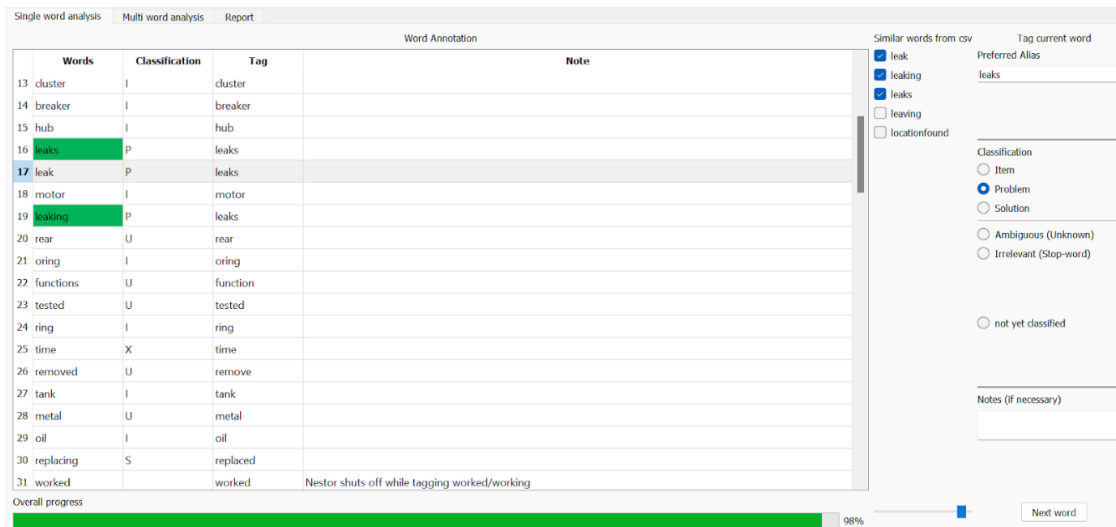 Single word analysis Multi word analysis Report
Word Annotation
Words Classification Tag Note
13 cluster I cluster
14 breaker I breaker
15 hub I hub
16 leaks P leaks
17 leak P leaks
18 motor I motor
19 leaking P leaks
20 rear U rear
21 oring I oring
22 functions U function
23 tested U tested
24 ring I ring
25 time X time
26 removed U remove
27 tank I tank
28 metal U metal
29 oil I oil
30 replacing S replaced
31 worked worked Nestor shuts off while tagging worked/working
Overall progress
98%
Similar words from csv
leak
leaking
leaks
leaving
locationfound
Tag current word
Preferred Alias
leaks
Classification
Item
Problem
Solution
Ambiguous (Unknown)
Irrelevant (Stop-word)
not yet classified
Notes (if necessary)
Next word